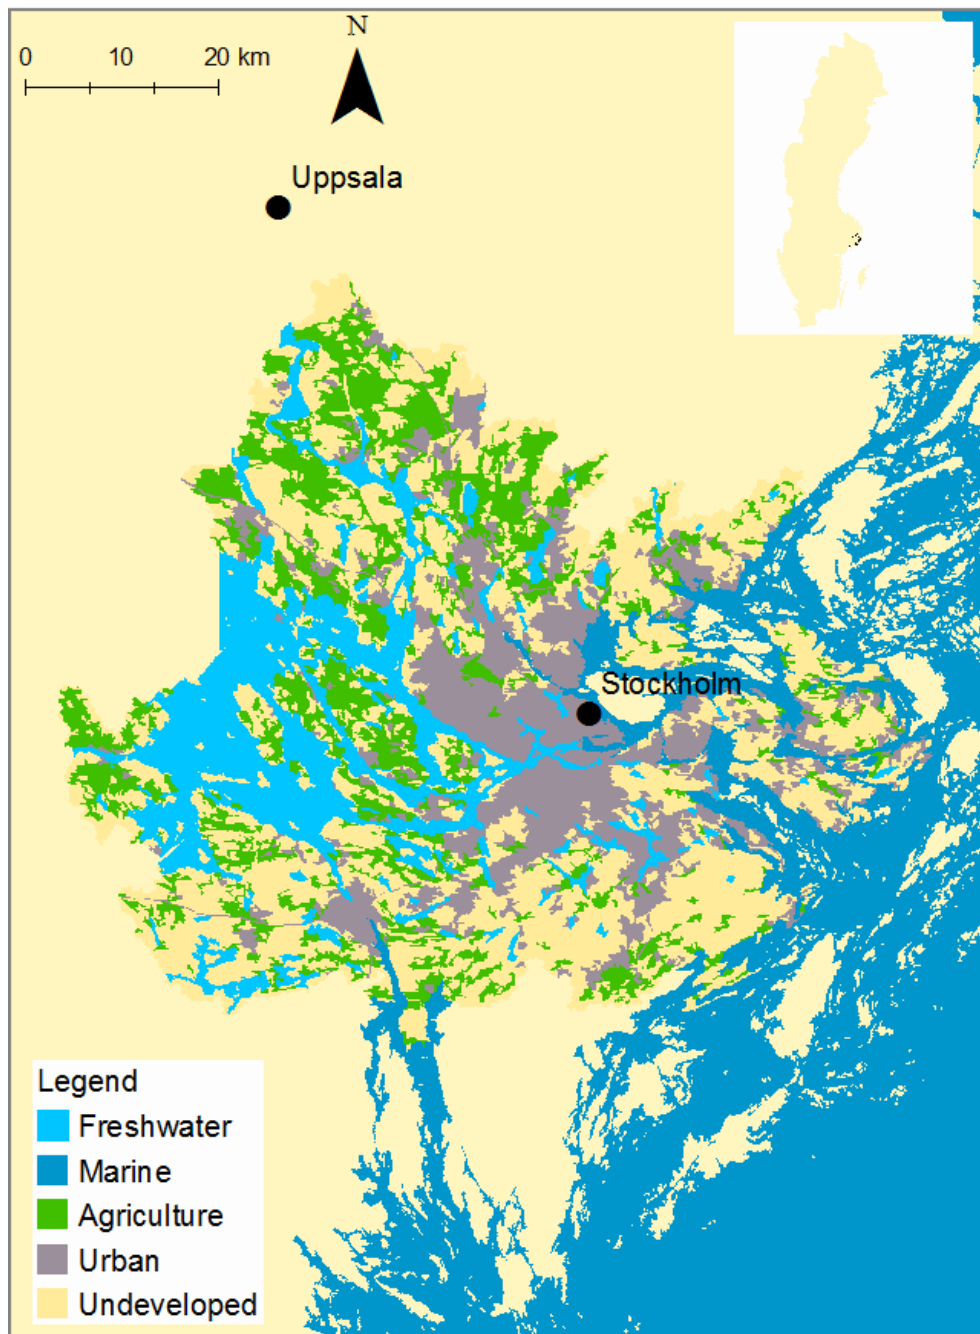 N
0 10 20 km
Uppsala
Stockholm
Legend
Freshwater
Marine
Agriculture
Urban
Undeveloped